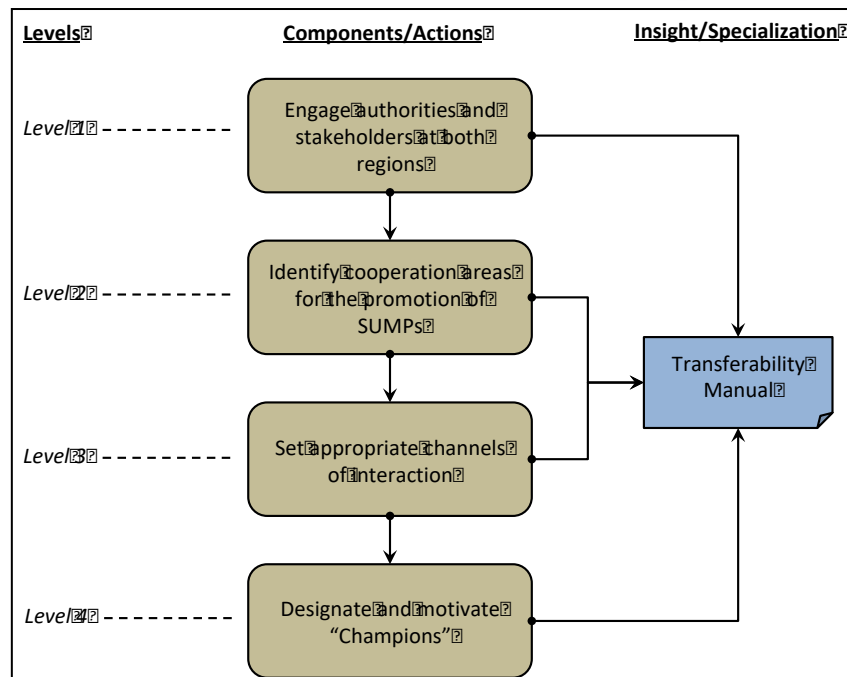 Levels
Components/Actions
Insight/Specialization
Level 1
Engage authorities and
stakeholders at both
regions
Level 2
Identify cooperation areas
for the promotion of
SUMPs
Transferability
Manual
Level 3
Set appropriate channels
of interaction
Level 4
Designate and motivate
“Champions”